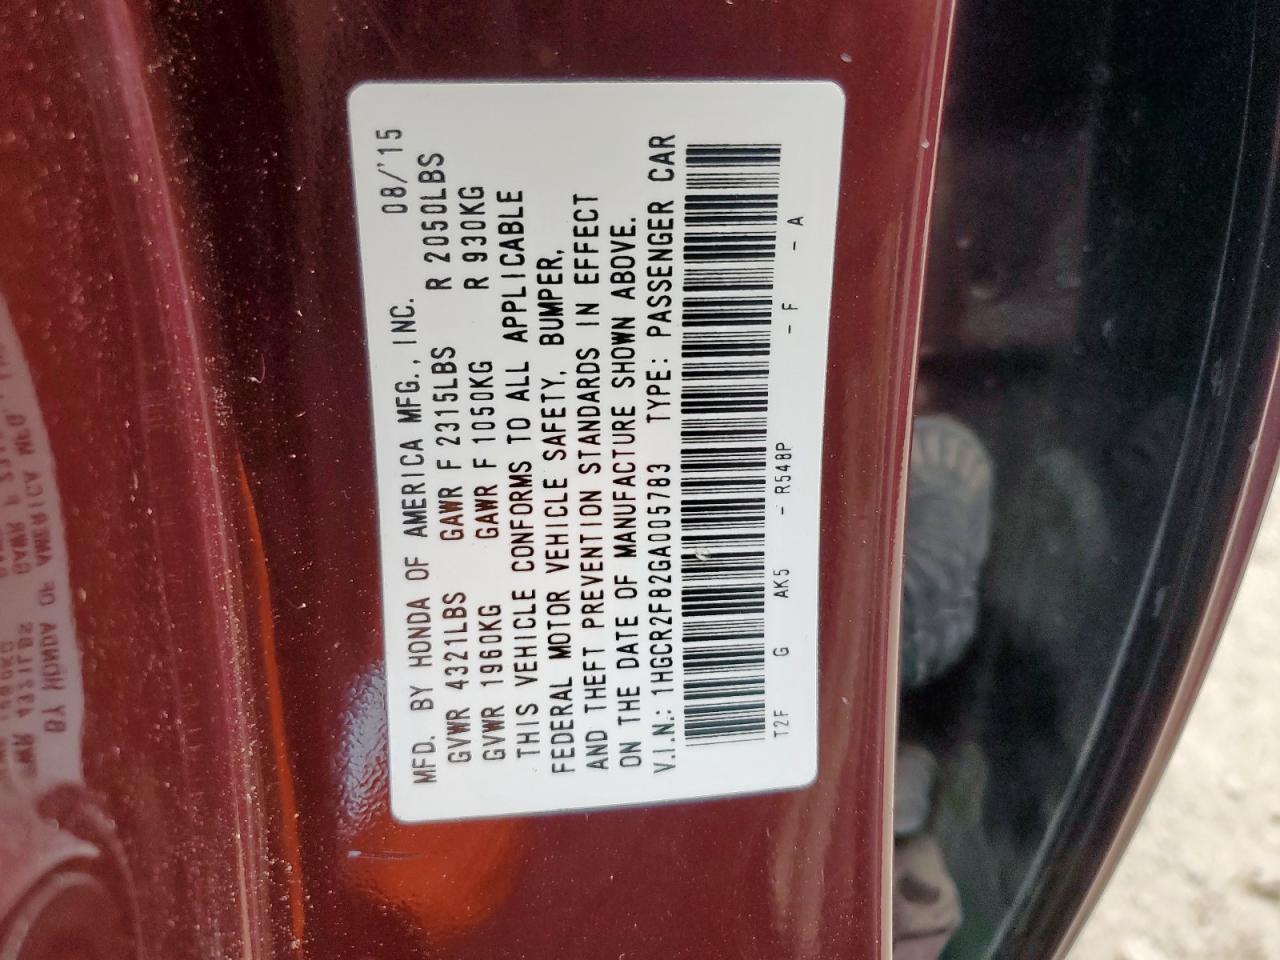 MFD. BY HONDA OF AMERICA MFG., INC. 08/'15
GVWR 4321LBS GAWR F 2315LBS R 2050LBS
GVWR 1960KG GAWR F 1050KG R 930KG
THIS VEHICLE CONFORMS TO ALL APPLICABLE
FEDERAL MOTOR VEHICLE SAFETY, BUMPER,
AND THEFT PREVENTION STANDARDS IN EFFECT
ON THE DATE OF MANUFACTURE SHOWN ABOVE.
V.I.N.: 1HGCR2F82GA005783 TYPE: PASSENGER CAR
T2F G AK5 - R548P - F - A